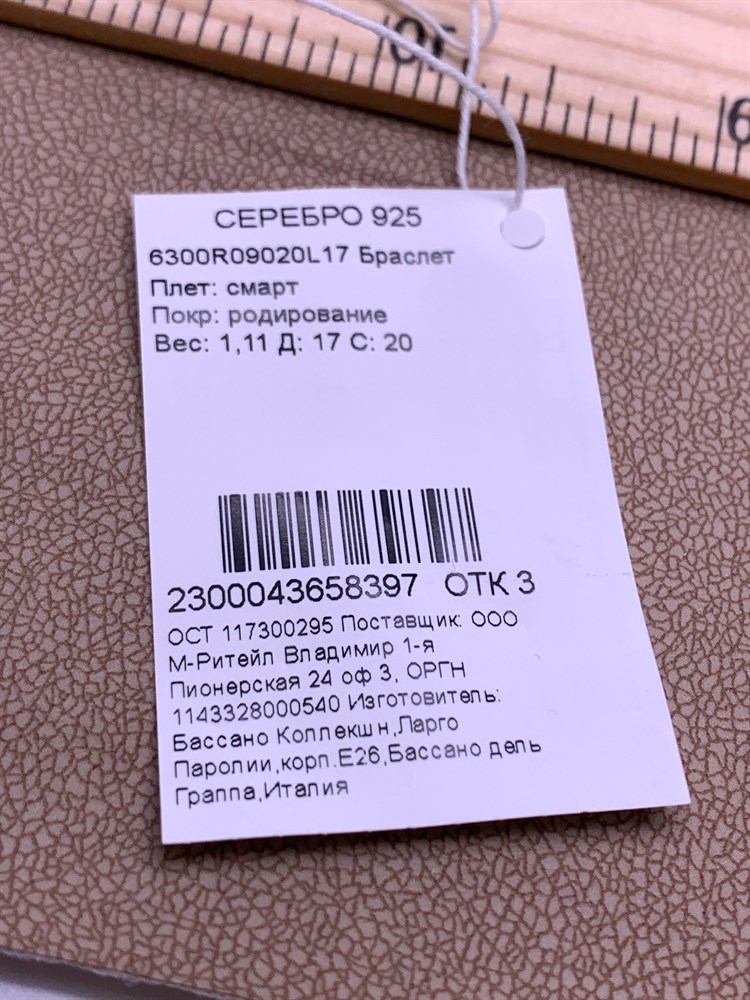 10
9
СЕРЕБРО 925
6300R09020L17 Браслет
Плет: смарт
Покр: родирование
Вес: 1,11 Д: 17 С: 20
2300043658397 ОТК 3
ОСТ 117300295 Поставщик: ООО
М-Ритейл Владимир 1-я
Пионерская 24 оф 3, ОРГН
1143328000540 Изготовитель:
Бассано Коллекшн,Ларго
Паролии,корп.Е26,Бассано дель
Граппа,Италия